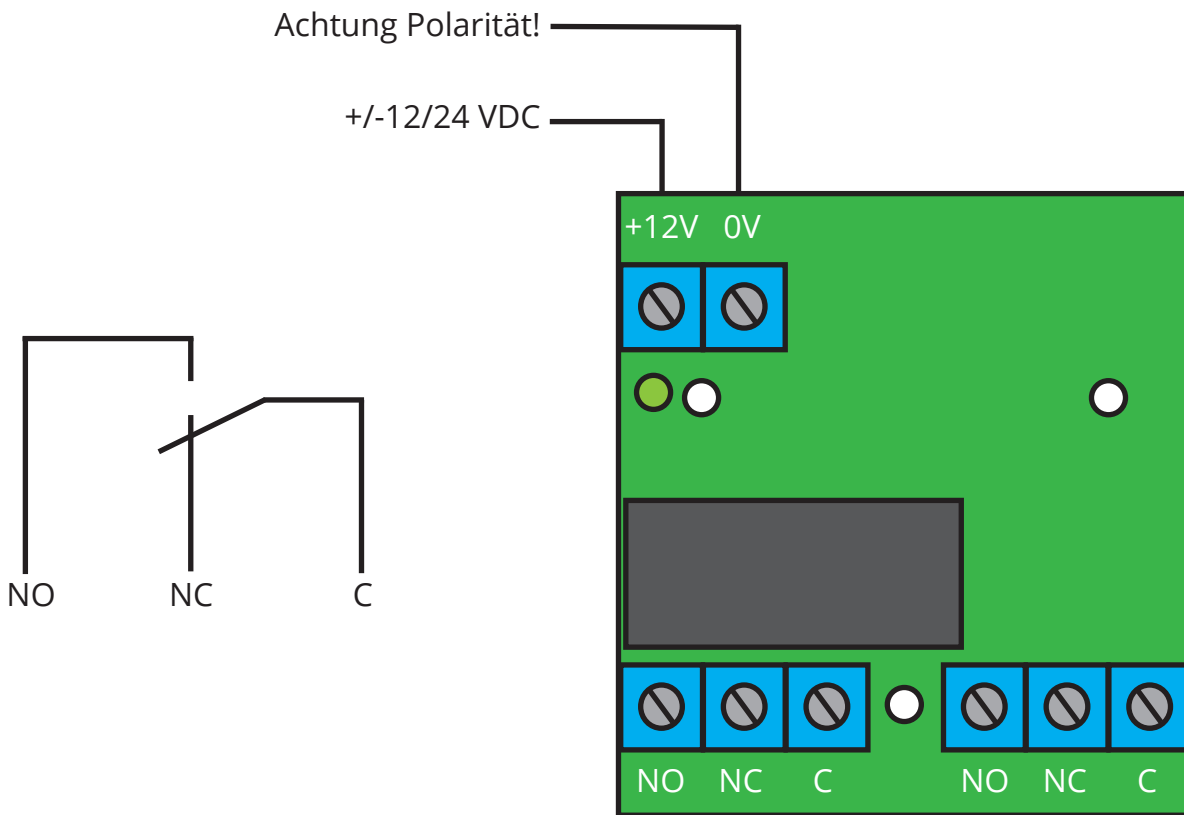 Achtung Polarität!
+/-12/24 VDC
+12V 0V
NO NC C
NO NC C NO NC C